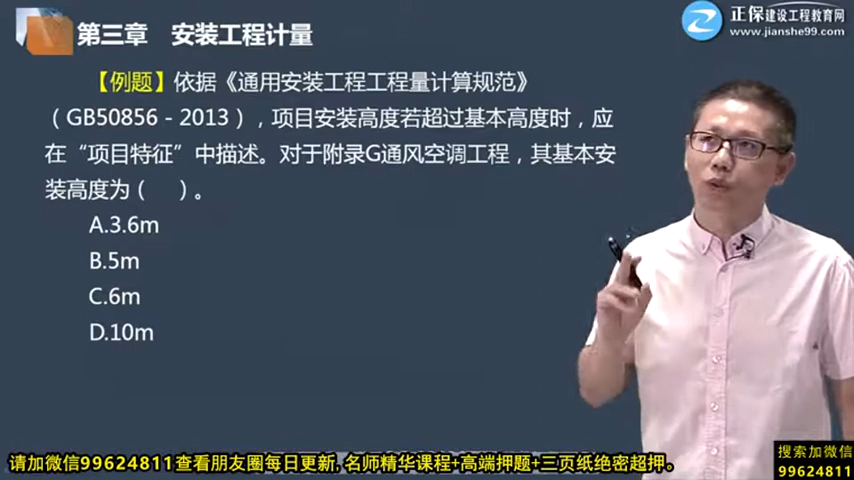 第三章 安装工程计量
正保建设工程教育网
www.jianshe99.com
【例题】依据《通用安装工程工程量计算规范》
（GB50856－2013），项目安装高度若超过基本高度时，应
在“项目特征”中描述。对于附录G通风空调工程，其基本安
装高度为（ ）。
A.3.6m
B.5m
C.6m
D.10m
请加微信99624811查看朋友圈每日更新,名师精华课程+高端押题+三页纸绝密超押。
搜索加微信
99624811